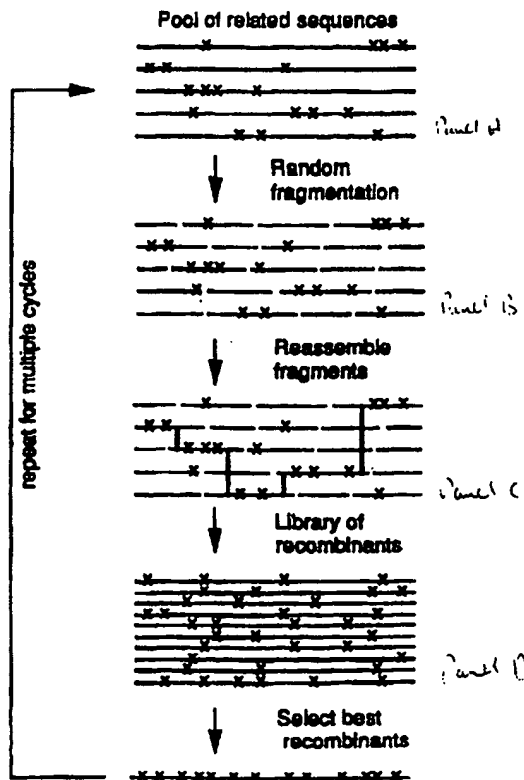 Pool of related sequences
Panel A
Random
fragmentation
Panel B
Reassemble
fragments
Panel C
Library of
recombinants
Panel D
Select best
recombinants
repeat for multiple cycles